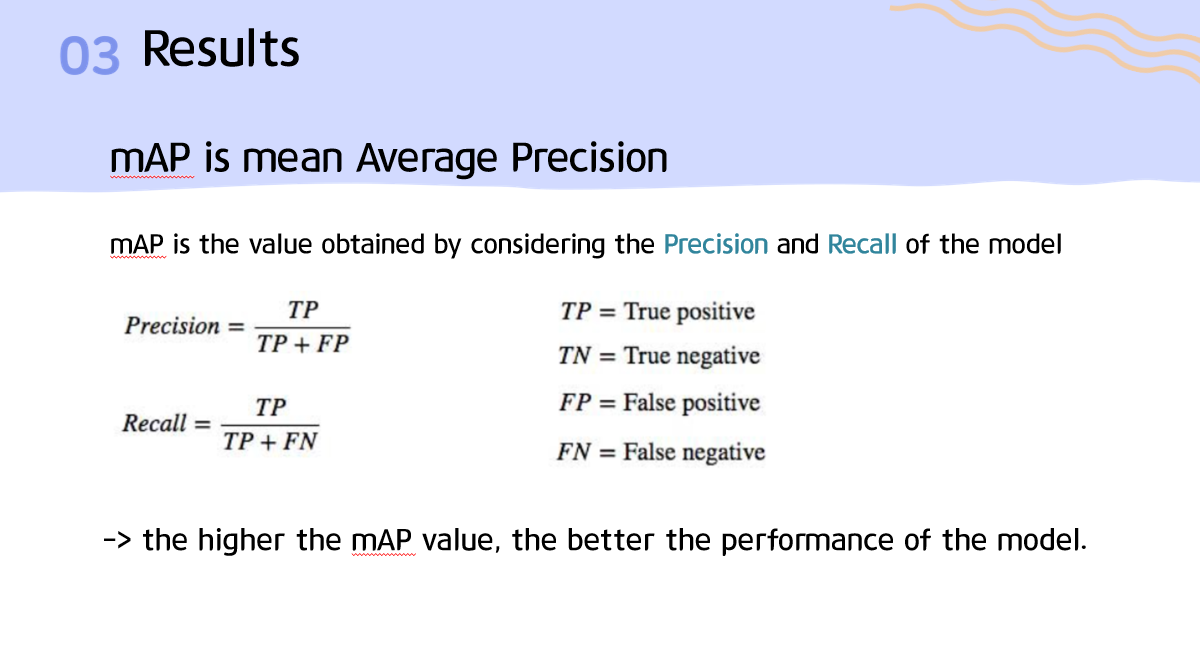 03 Results
mAP is mean Average Precision
mAP is the value obtained by considering the Precision and Recall of the model
Precision = TP / TP + FP
Recall = TP / TP + FN
TP = True positive
TN = True negative
FP = False positive
FN = False negative
-> the higher the mAP value, the better the performance of the model.